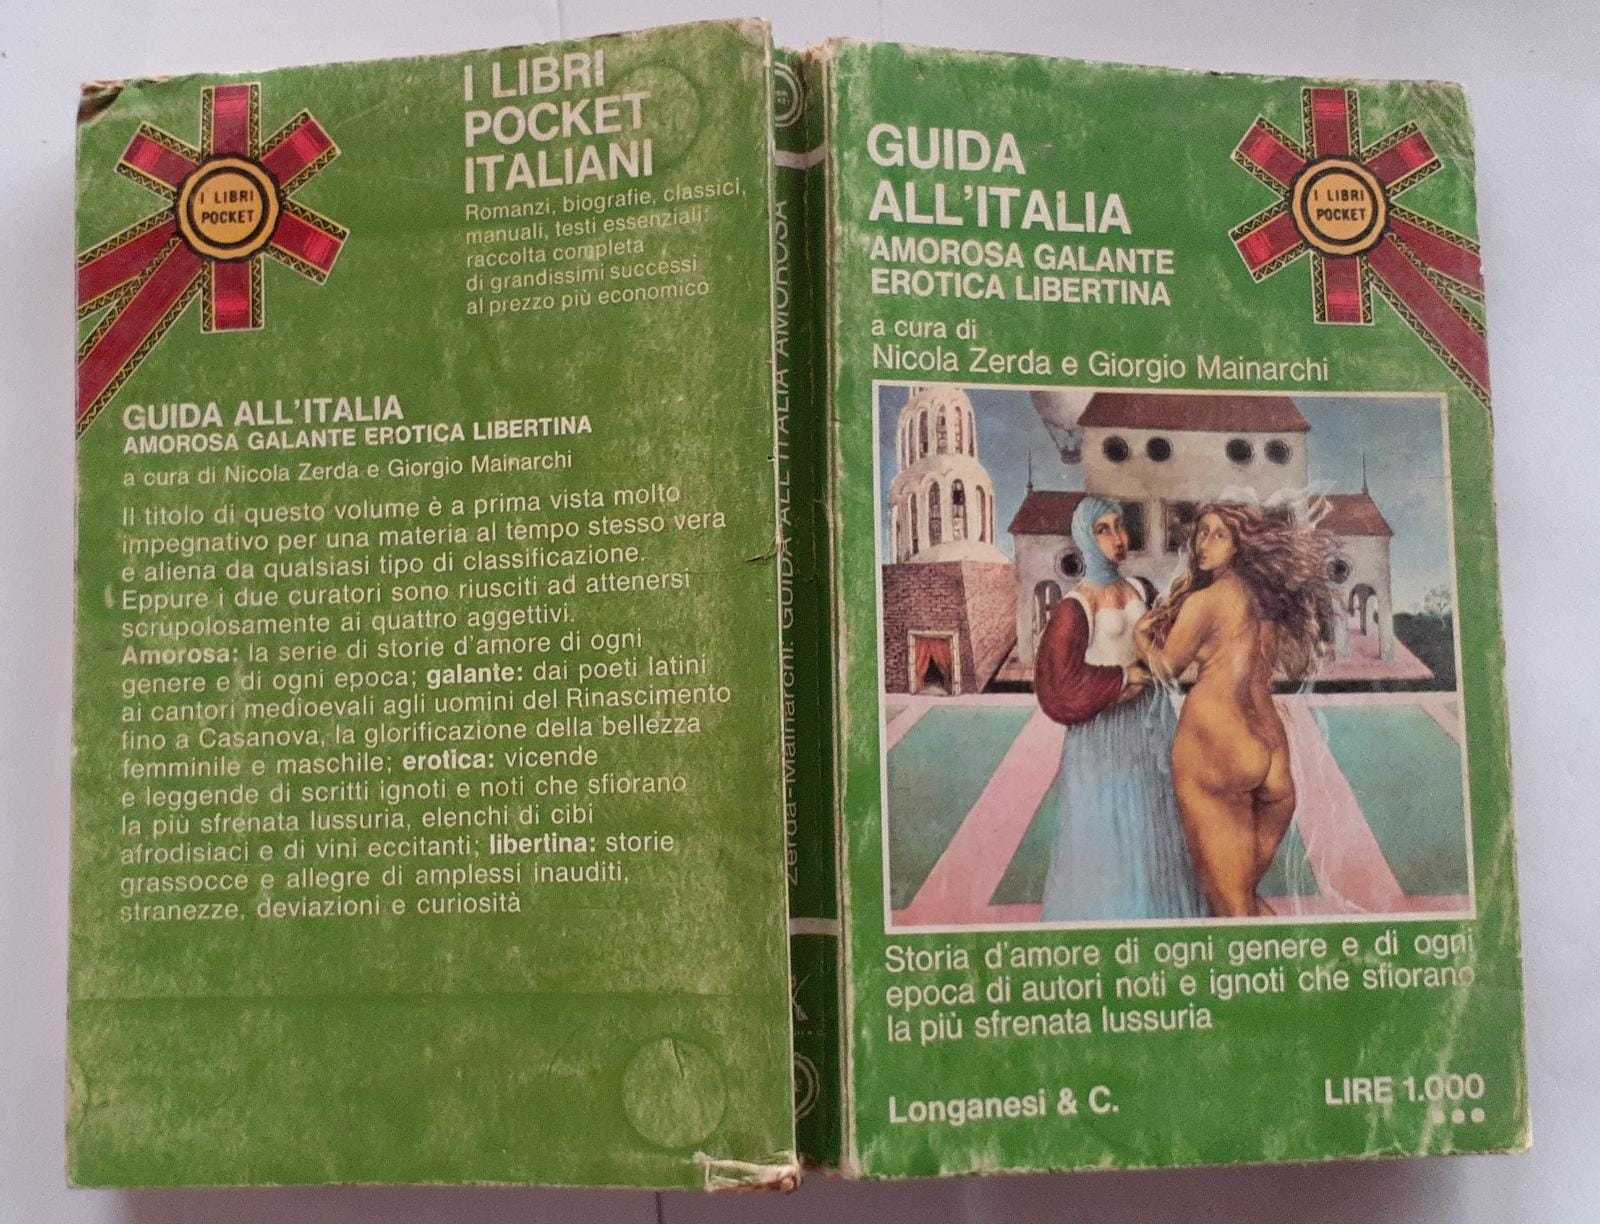 I LIBRI
POCKET
I LIBRI
POCKET
ITALIANI
Romanzi, biografie, classici,
manuali, testi essenziali:
raccolta completa
di grandissimi successi
al prezzo più economico
GUIDA ALL'ITALIA
AMOROSA GALANTE EROTICA LIBERTINA
a cura di Nicola Zerda e Giorgio Mainarchi
Il titolo di questo volume è a prima vista molto
impegnativo per una materia al tempo stesso vera
e aliena da qualsiasi tipo di classificazione.
Eppure i due curatori sono riusciti ad attenersi
scrupolosamente ai quattro aggettivi.
Amorosa: la serie di storie d'amore di ogni
genere e di ogni epoca; galante: dai poeti latini
ai cantori medioevali agli uomini del Rinascimento
fino a Casanova, la glorificazione della bellezza
femminile e maschile; erotica: vicende
e leggende di scritti ignoti e noti che sfiorano
la più sfrenata lussuria, elenchi di cibi
afrodisiaci e di vini eccitanti; libertina: storie
grassocce e allegre di amplessi inauditi,
stranezze, deviazioni e curiosità
Zerda-Mainarchi: GUIDA ALL'ITALIA AMOROSA
GUIDA
ALL'ITALIA
AMOROSA GALANTE
EROTICA LIBERTINA
a cura di
Nicola Zerda e Giorgio Mainarchi
I LIBRI
POCKET
Storia d'amore di ogni genere e di ogni
epoca di autori noti e ignoti che sfiorano
la più sfrenata lussuria
Longanesi & C.
LIRE 1.000